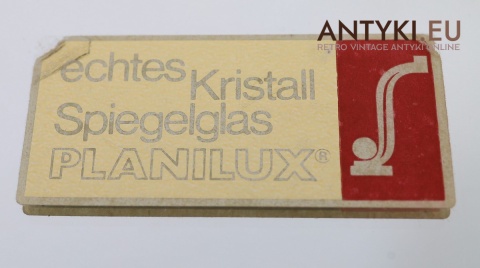 ANTYKI.EU
RETRO VINTAGE ANTYKI ONLINE
echtes
Kristall
Spiegelglas
PLANILUX®